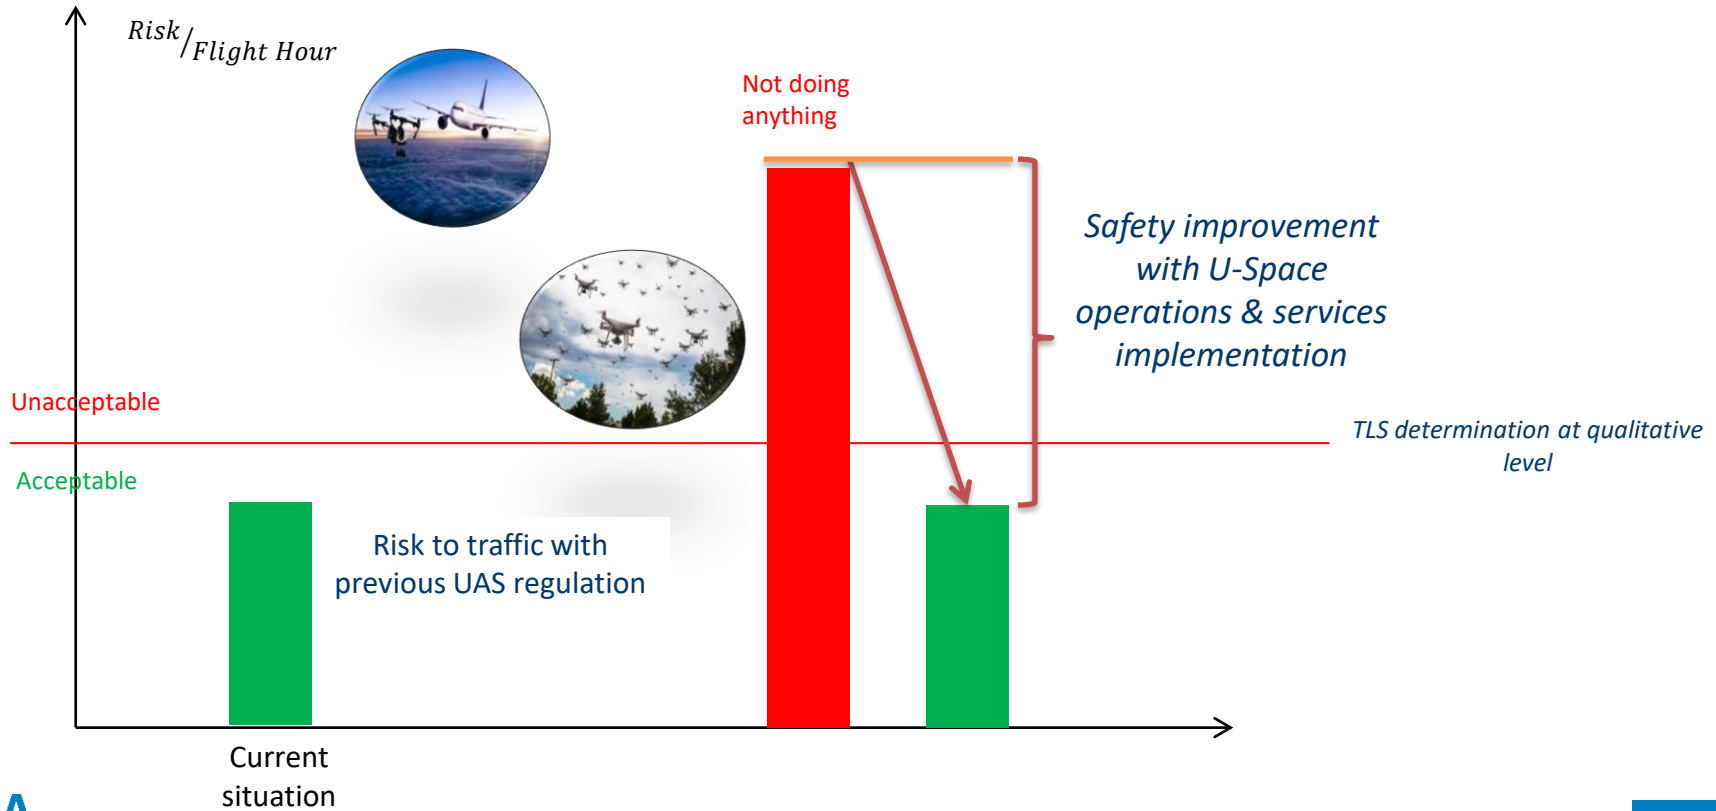 Risk/Flight Hour
Not doing
anything
Safety improvement
with U-Space
operations & services
implementation
Unacceptable
TLS determination at qualitative
level
Acceptable
Risk to traffic with
previous UAS regulation
Current
situation
A